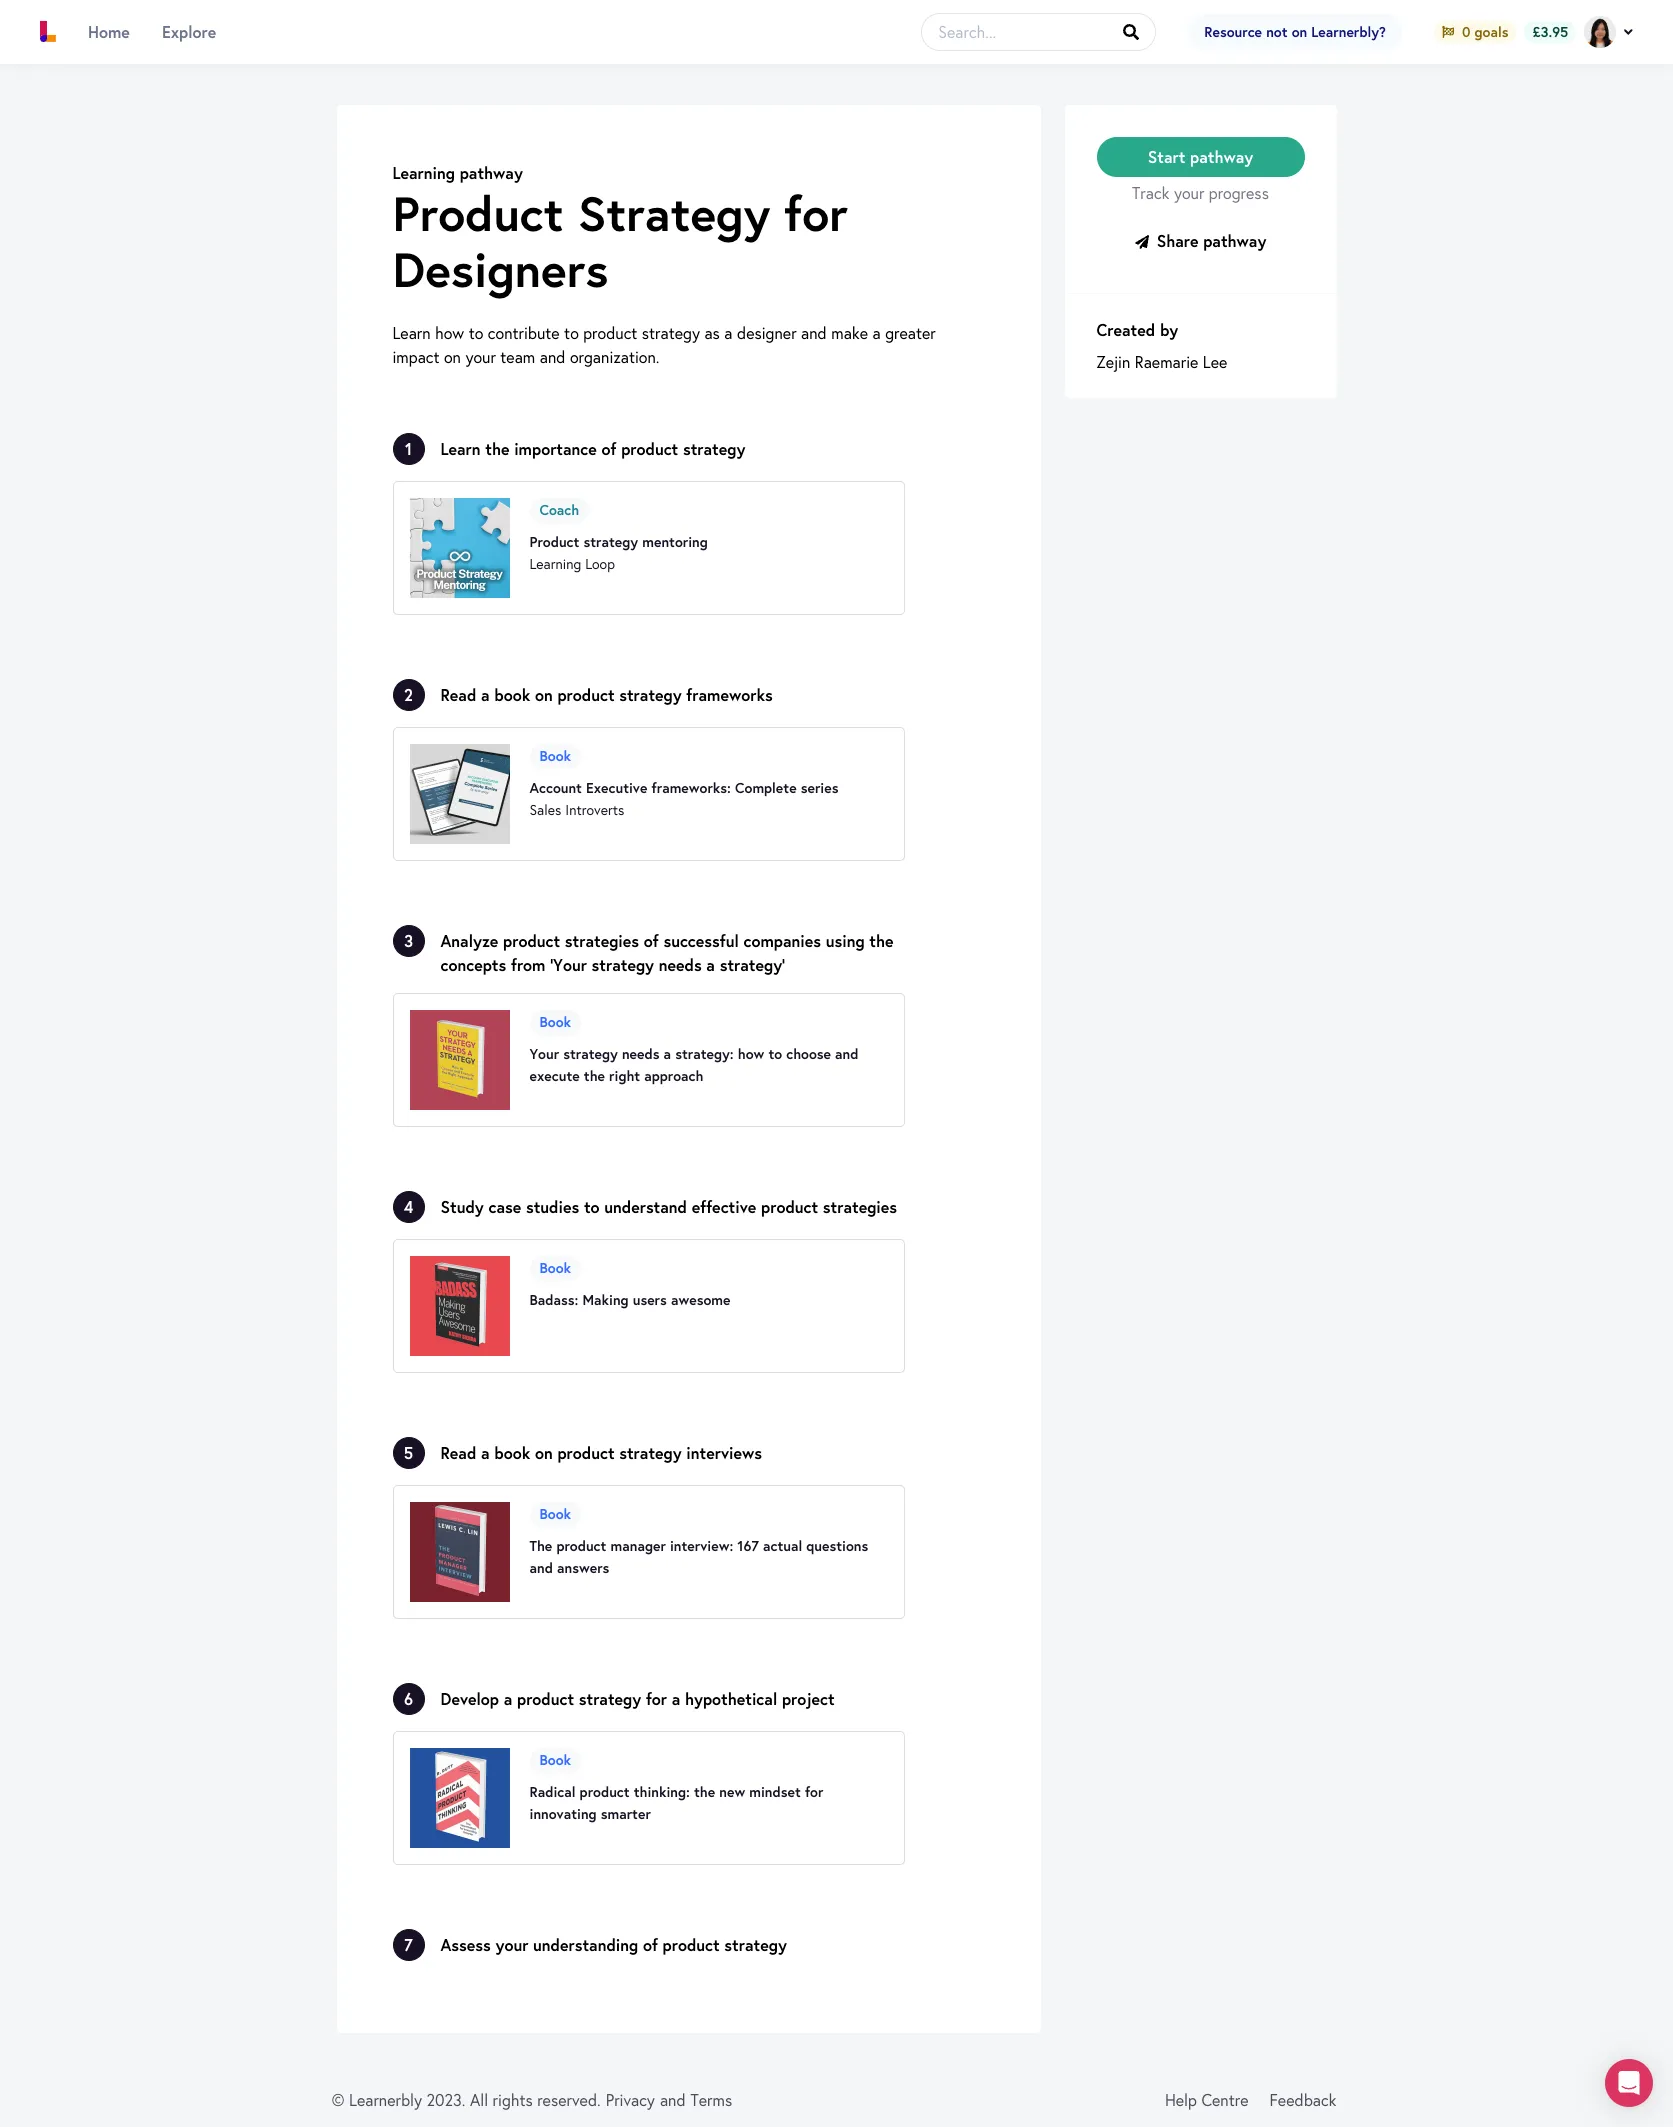 Home
Explore
Search...
Resource not on Learnerbly?
0 goals
£3.95
Learning pathway
Product Strategy for
Designers
Learn how to contribute to product strategy as a designer and make a greater
impact on your team and organization.
Start pathway
Track your progress
Share pathway
Created by
Zejin Raemarie Lee
1 Learn the importance of product strategy
Product Strategy
Mentoring
Coach
Product strategy mentoring
Learning Loop
2 Read a book on product strategy frameworks
Complete Series
Book
Account Executive frameworks: Complete series
Sales Introverts
3 Analyze product strategies of successful companies using the
concepts from 'Your strategy needs a strategy'
YOUR
STRATEGY
NEEDS A
STRATEGY
Book
Your strategy needs a strategy: how to choose and
execute the right approach
4 Study case studies to understand effective product strategies
BADASS
Making
Users
Awesome
KATHY SIERRA
Book
Badass: Making users awesome
5 Read a book on product strategy interviews
LEWIS C. LIN
THE
PRODUCT
MANAGER
INTERVIEW
Book
The product manager interview: 167 actual questions
and answers
6 Develop a product strategy for a hypothetical project
R. DUTT
RADICAL
PRODUCT
THINKING
Book
Radical product thinking: the new mindset for
innovating smarter
7 Assess your understanding of product strategy
© Learnerbly 2023. All rights reserved. Privacy and Terms
Help Centre
Feedback